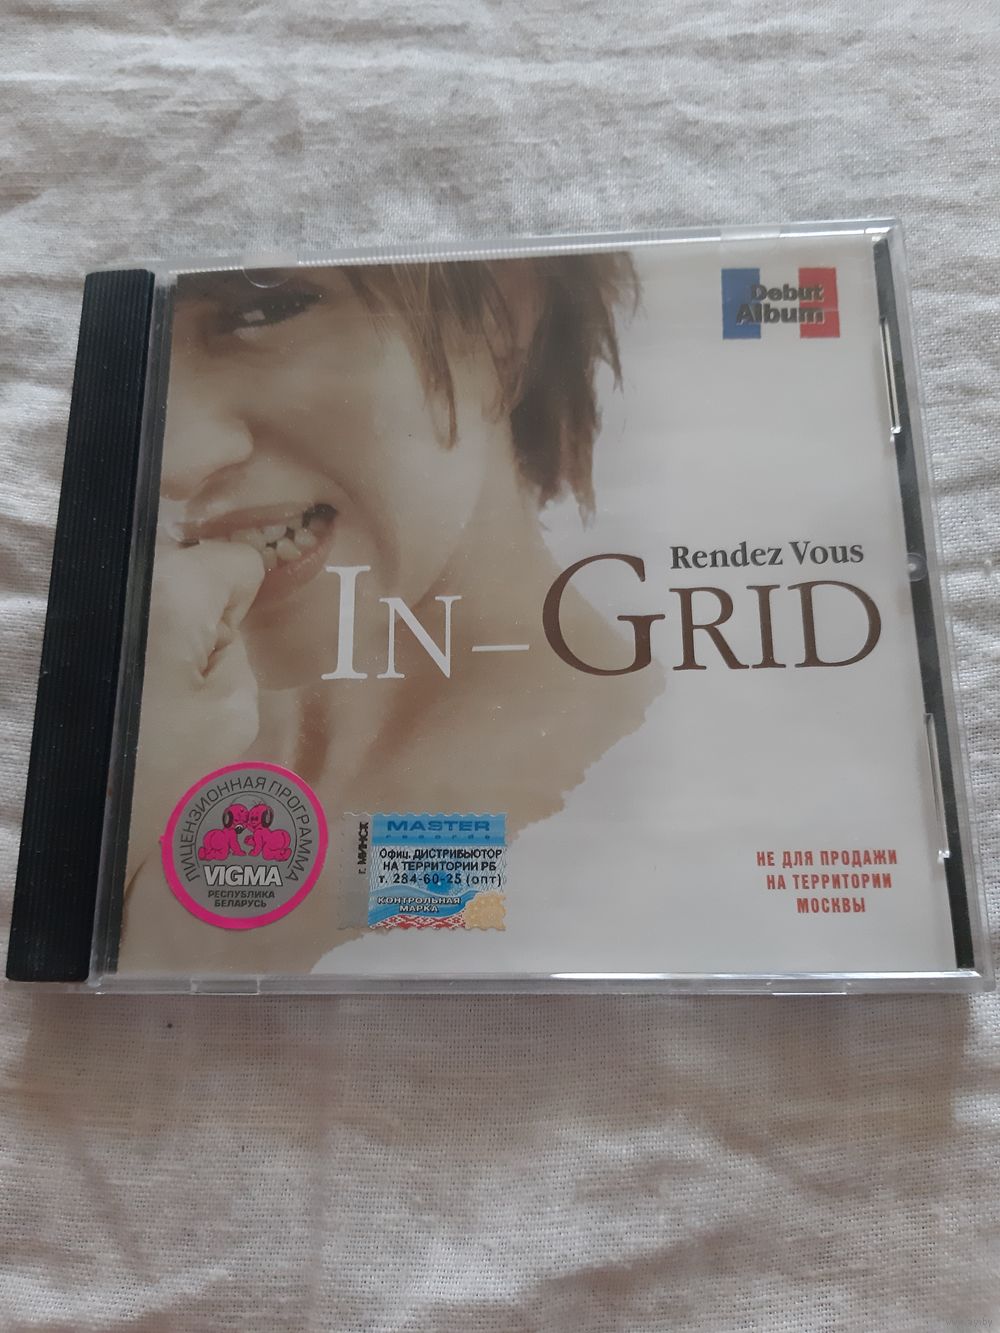 Debut
Album
Rendez Vous
IN-GRID
ЛИЦЕНЗИОННАЯ ПРОГРАММА
VIGMA
РЕСПУБЛИКА
БЕЛАРУСЬ
г. МИНСК
MASTER
records
Офиц. ДИСТРИБЬЮТОР
НА ТЕРРИТОРИИ РБ
т. 284-60-25 (опт)
КОНТРОЛЬНАЯ
МАРКА
НЕ ДЛЯ ПРОДАЖИ
НА ТЕРРИТОРИИ
МОСКВЫ